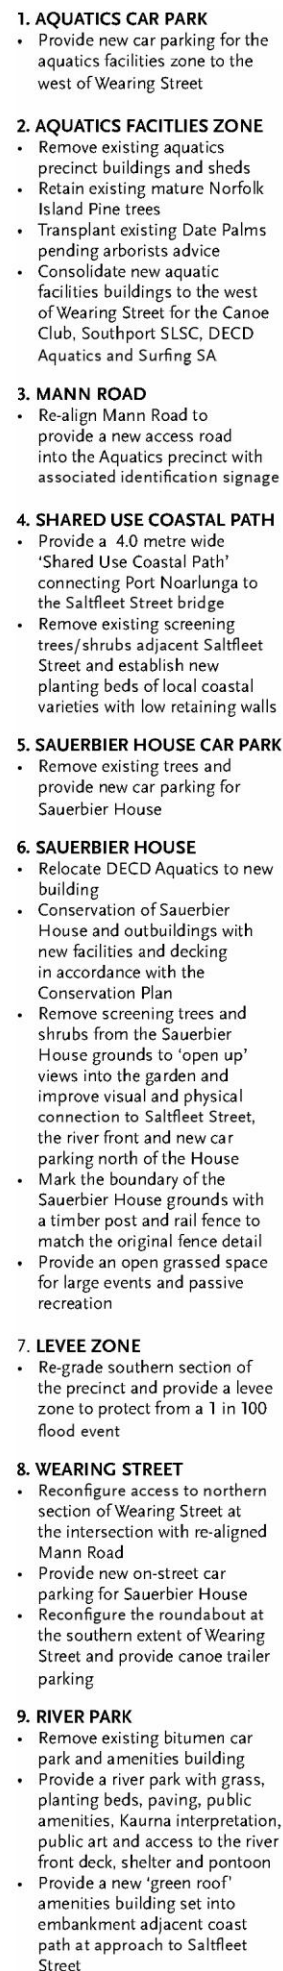 1. AQUATICS CAR PARK
• Provide new car parking for the
aquatics facilities zone to the
west of Wearing Street
2. AQUATICS FACITLIES ZONE
• Remove existing aquatics
precinct buildings and sheds
• Retain existing mature Norfolk
Island Pine trees
• Transplant existing Date Palms
pending arborists advice
• Consolidate new aquatic
facilities buildings to the west
of Wearing Street for the Canoe
Club, Southport SLSC, DECD
Aquatics and Surfing SA
3. MANN ROAD
• Re-align Mann Road to
provide a new access road
into the Aquatics precinct with
associated identification signage
4. SHARED USE COASTAL PATH
• Provide a 4.0 metre wide
‘Shared Use Coastal Path’
connecting Port Noarlunga to
the Saltfleet Street bridge
• Remove existing screening
trees/shrubs adjacent Saltfleet
Street and establish new
planting beds of local coastal
varieties with low retaining walls
5. SAUERBIER HOUSE CAR PARK
• Remove existing trees and
provide new car parking for
Sauerbier House
6. SAUERBIER HOUSE
• Relocate DECD Aquatics to new
building
• Conservation of Sauerbier
House and outbuildings with
new facilities and decking
in accordance with the
Conservation Plan
• Remove screening trees and
shrubs from the Sauerbier
House grounds to ‘open up’
views into the garden and
improve visual and physical
connection to Saltfleet Street,
the river front and new car
parking north of the House
• Mark the boundary of the
Sauerbier House grounds with
a timber post and rail fence to
match the original fence detail
• Provide an open grassed space
for large events and passive
recreation
7. LEVEE ZONE
• Re-grade southern section of
the precinct and provide a levee
zone to protect from a 1 in 100
flood event
8. WEARING STREET
• Reconfigure access to northern
section of Wearing Street at
the intersection with re-aligned
Mann Road
• Provide new on-street car
parking for Sauerbier House
• Reconfigure the roundabout at
the southern extent of Wearing
Street and provide canoe trailer
parking
9. RIVER PARK
• Remove existing bitumen car
park and amenities building
• Provide a river park with grass,
planting beds, paving, public
amenities, Kaurna interpretation,
public art and access to the river
front deck, shelter and pontoon
• Provide a new ‘green roof’
amenities building set into
embankment adjacent coast
path at approach to Saltfleet
Street